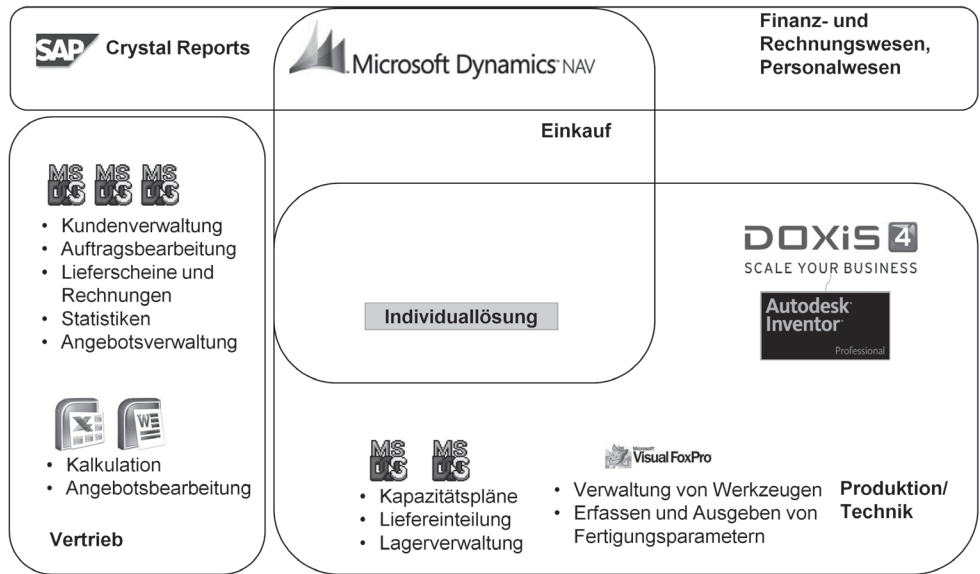 SAP Crystal Reports
Microsoft Dynamics NAV
Finanz- und
Rechnungswesen,
Personalwesen
Einkauf
MS DOS MS DOS MS DOS
• Kundenverwaltung
• Auftragsbearbeitung
• Lieferscheine und
Rechnungen
• Statistiken
• Angebotsverwaltung
X W
• Kalkulation
• Angebotsbearbeitung
Vertrieb
Individuallösung
DOXiS 4
SCALE YOUR BUSINESS
Autodesk
Inventor
Professional
MS DOS MS DOS
• Kapazitätspläne
• Liefereinteilung
• Lagerverwaltung
Microsoft
Visual FoxPro
• Verwaltung von Werkzeugen
• Erfassen und Ausgeben von
Fertigungsparametern
Produktion/
Technik